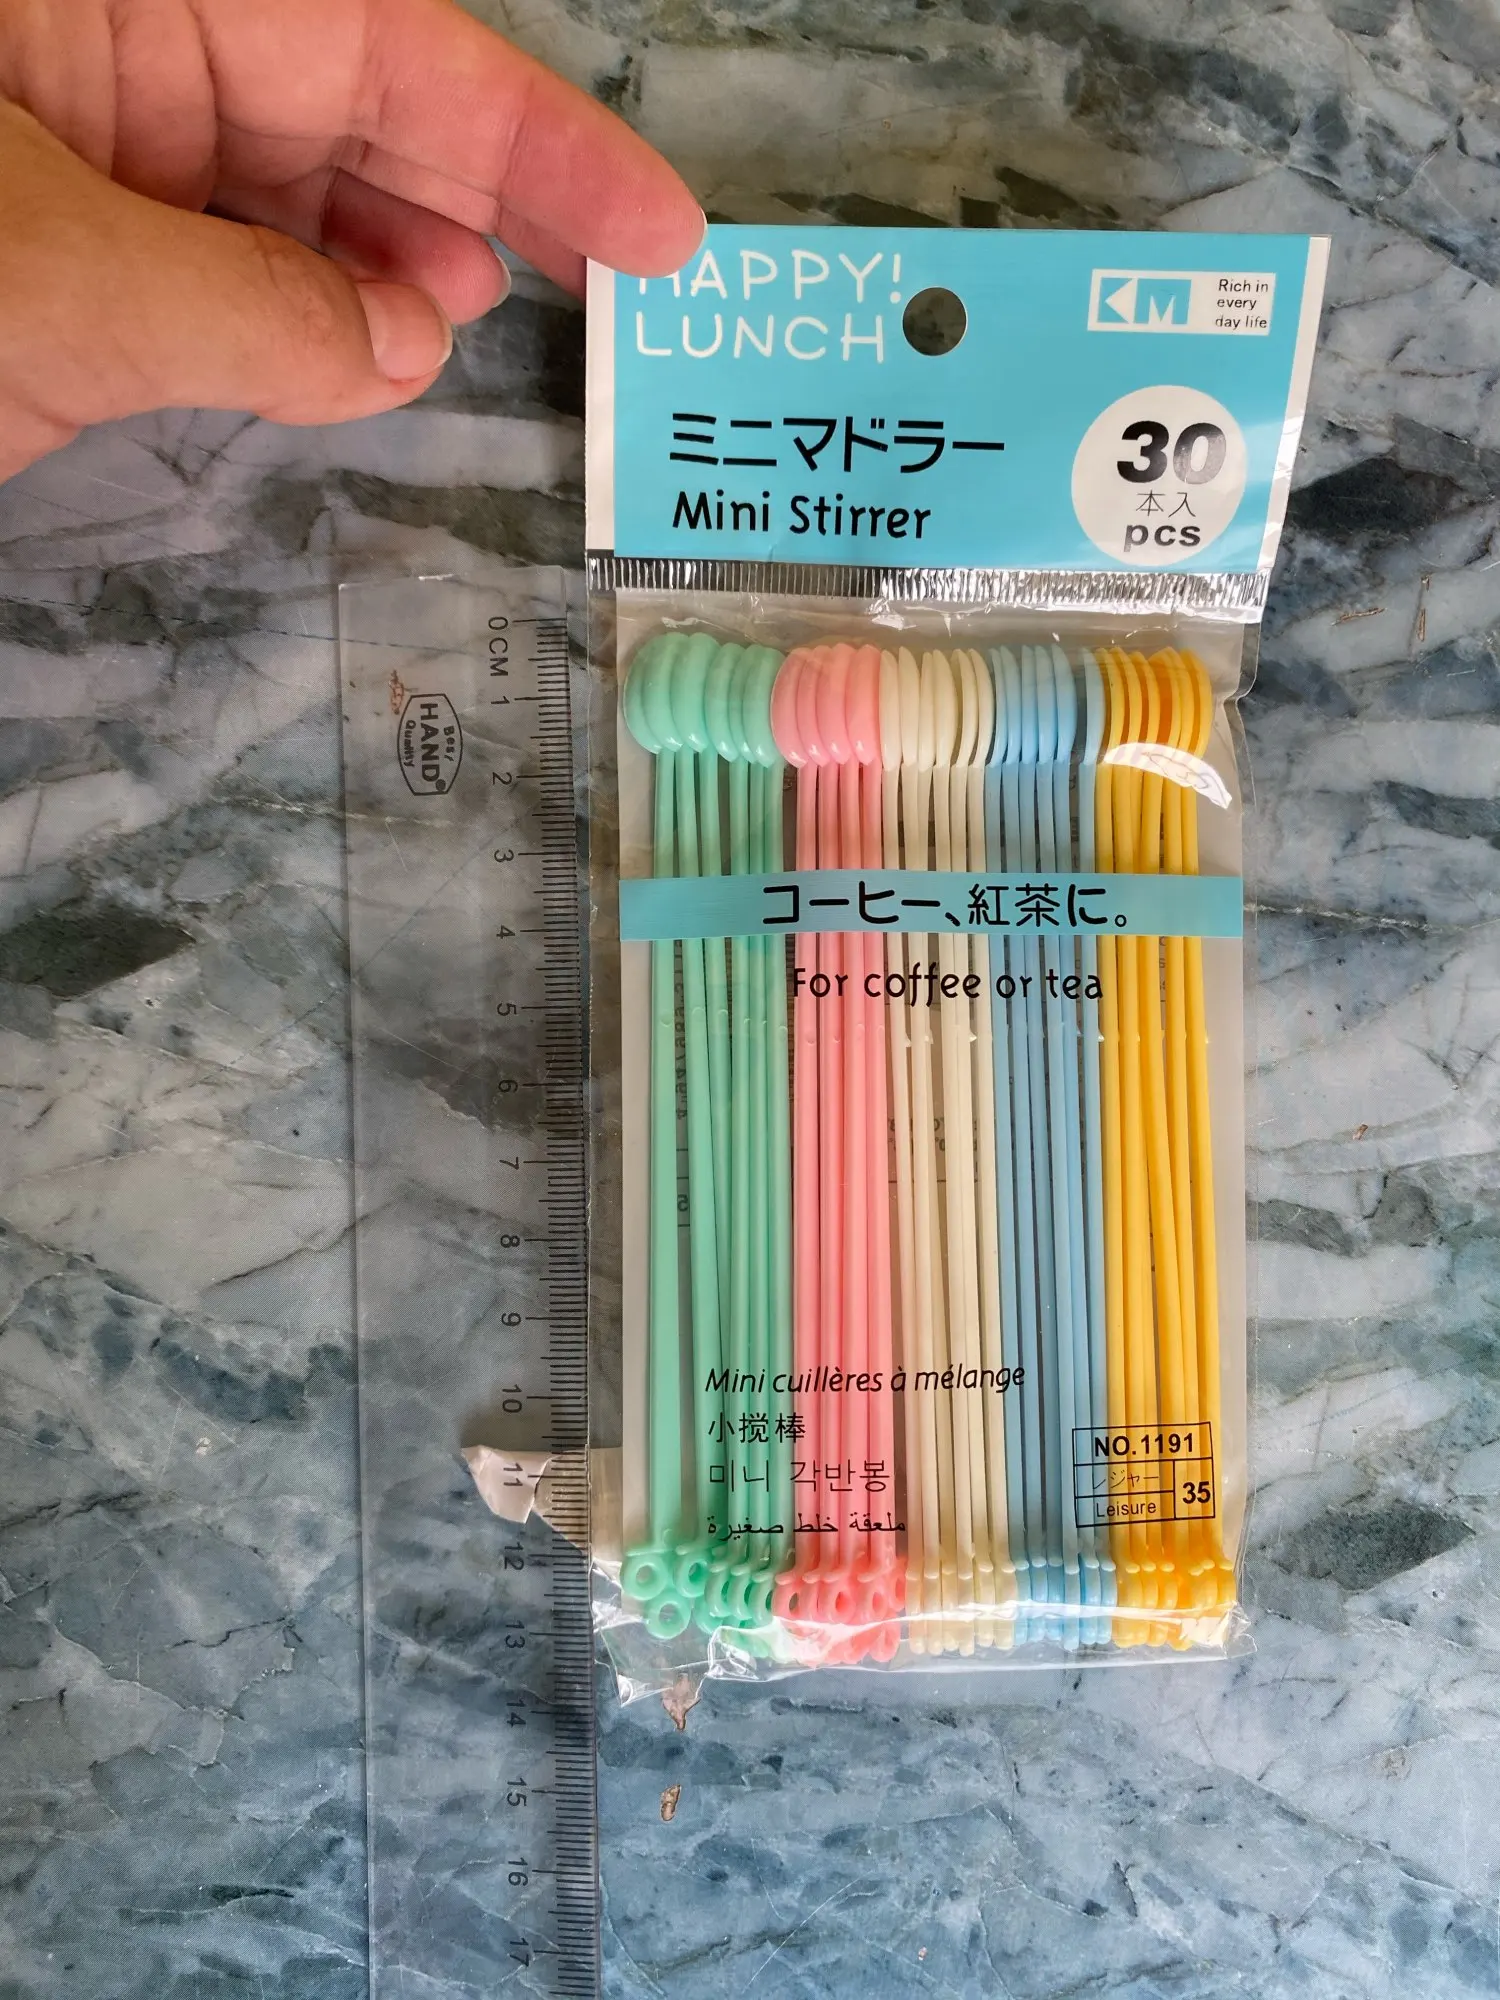 HAPPY!
LUNCH
KM
Rich in
every
day life
ミニマドラー
Mini Stirrer
30
本入
pcs
0CM 1 2 3 4 5 6 7 8 9 10 11 12 13 14 15 16 17
Best
HAND®
Quality
コーヒー、紅茶に。
For coffee or tea
Mini cuillères à mélange
小搅棒
미니 각반봉
ملعقة خلط صغيرة
NO.1191
レジャー
Leisure
35